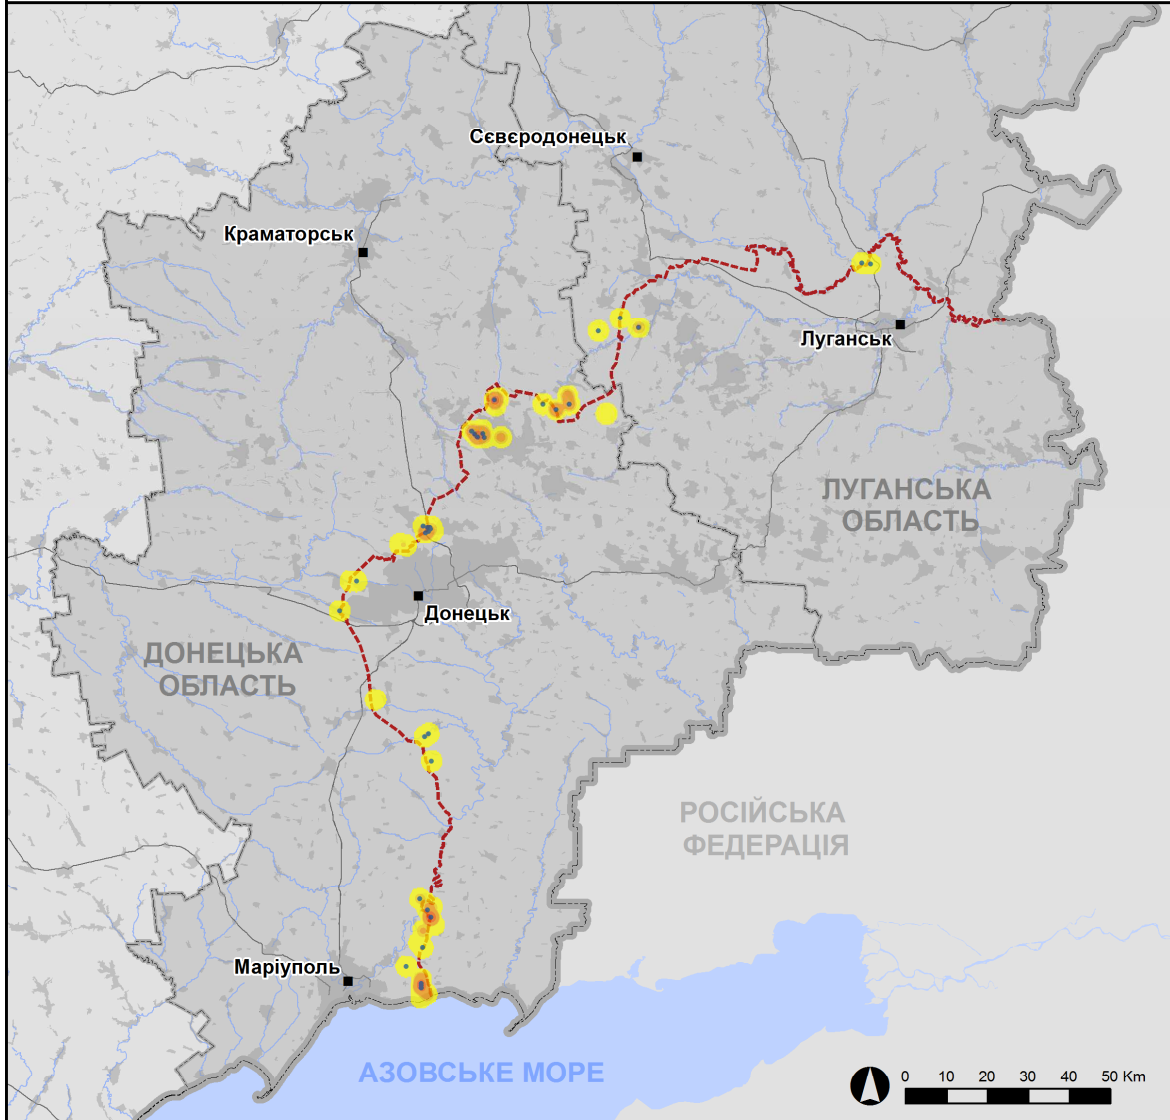 Сєвєродонецьк
Краматорськ
Луганськ
ЛУГАНСЬКА
ОБЛАСТЬ
Донецьк
ДОНЕЦЬКА
ОБЛАСТЬ
РОСІЙСЬКА
ФЕДЕРАЦІЯ
Маріуполь
АЗОВСЬКЕ МОРЕ
0 10 20 30 40 50 Km